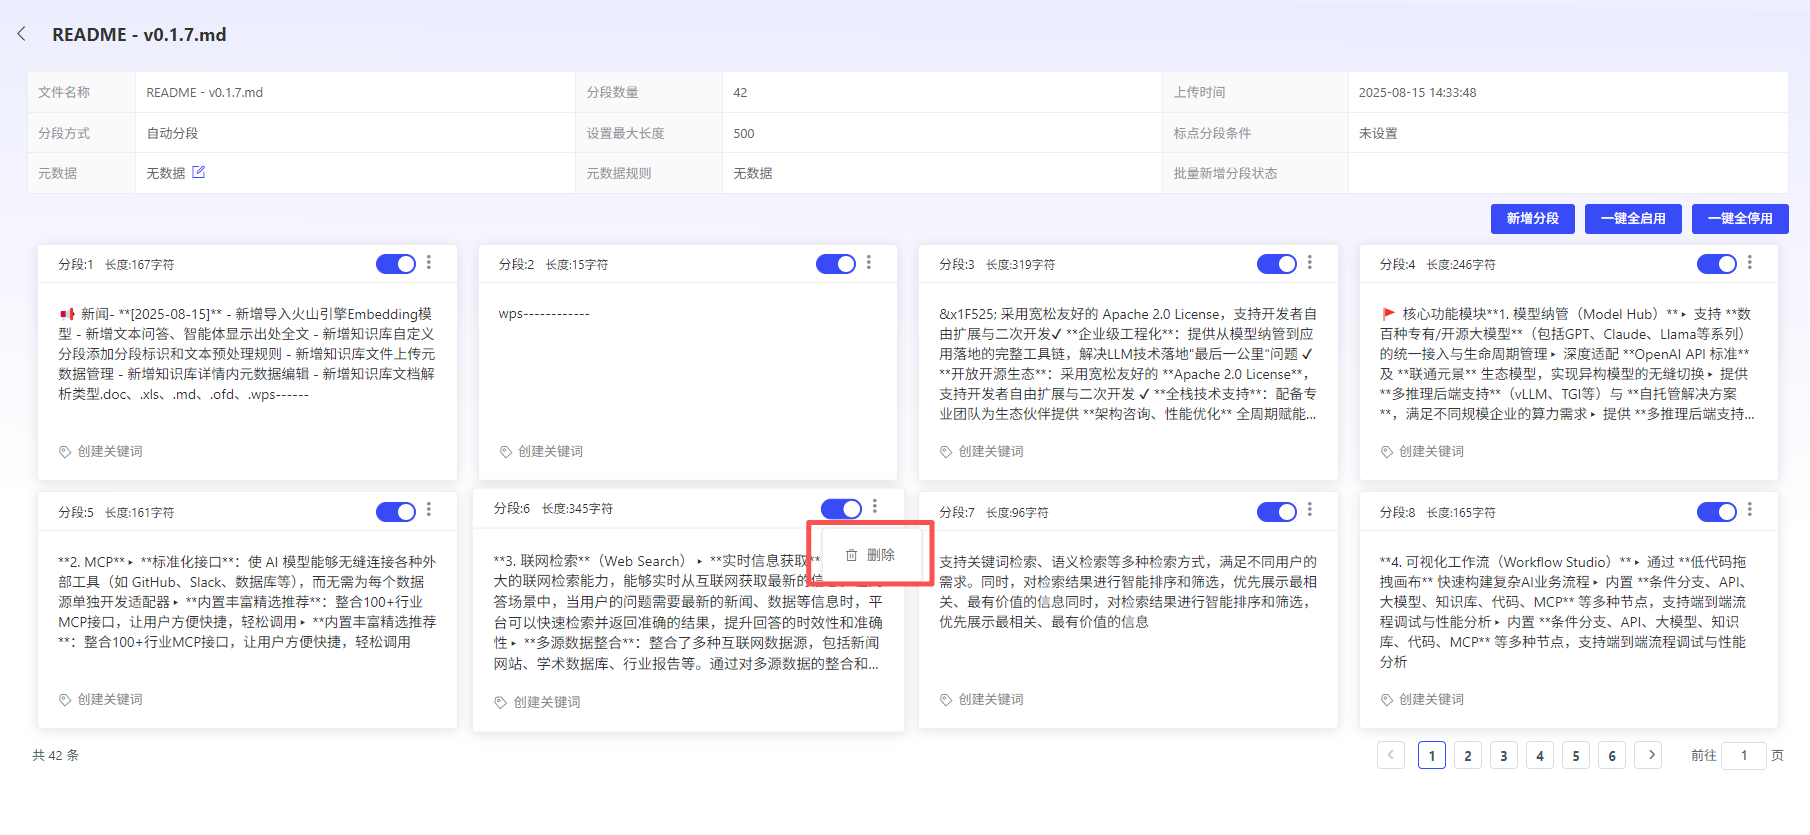 README - v0.1.7.md
文件名称 README - v0.1.7.md 分段数量 42 上传时间 2025-08-15 14:33:48
分段方式 自动分段 设置最大长度 500 标点分段条件 未设置
元数据 无数据 元数据规则 无数据 批量新增分段状态
新增分段 一键全启用 一键全停用
分段:1 长度:167字符
新闻- **[2025-08-15]** - 新增导入火山引擎Embedding模
型 - 新增文本问答、智能体显示出处全文 - 新增知识库自定义
分段添加分段标识和文本预处理规则 - 新增知识库文件上传元
数据管理 - 新增知识库详情内元数据编辑 - 新增知识库文档解
析类型.doc、.xls、.md、.ofd、.wps------
创建关键词
分段:2 长度:15字符
wps------------
创建关键词
分段:3 长度:319字符
&x1F525; 采用宽松友好的 Apache 2.0 License，支持开发者自
由扩展与二次开发✓ **企业级工程化**：提供从模型纳管到应
用落地的完整工具链，解决LLM技术落地"最后一公里"问题 ✓
**开放开源生态**：采用宽松友好的 **Apache 2.0 License**，
支持开发者自由扩展与二次开发 ✓ **全栈技术支持**：配备专
业团队为生态伙伴提供 **架构咨询、性能优化** 全周期赋能...
创建关键词
分段:4 长度:246字符
核心功能模块**1. 模型纳管（Model Hub）**‣ 支持 **数
百种专有/开源大模型**（包括GPT、Claude、Llama等系列）
的统一接入与生命周期管理‣ 深度适配 **OpenAI API 标准**
及 **联通元景** 生态模型，实现异构模型的无缝切换‣ 提供
**多推理后端支持**（vLLM、TGI等）与 **自托管解决方案
**，满足不同规模企业的算力需求‣ 提供 **多推理后端支持...
创建关键词
分段:5 长度:161字符
**2. MCP**‣ **标准化接口**：使 AI 模型能够无缝连接各种外
部工具（如 GitHub、Slack、数据库等），而无需为每个数据
源单独开发适配器‣ **内置丰富精选推荐**：整合100+行业
MCP接口，让用户方便快捷，轻松调用‣ **内置丰富精选推荐
**：整合100+行业MCP接口，让用户方便快捷，轻松调用
创建关键词
分段:6 长度:345字符
删除
**3. 联网检索**（Web Search）‣ **实时信息获取**
大的联网检索能力，能够实时从互联网获取最新的信
答场景中，当用户的问题需要最新的新闻、数据等信息时，平
台可以快速检索并返回准确的结果，提升回答的时效性和准确
性‣ **多源数据整合**：整合了多种互联网数据源，包括新闻
网站、学术数据库、行业报告等。通过对多源数据的整合和...
创建关键词
分段:7 长度:96字符
支持关键词检索、语义检索等多种检索方式，满足不同用户的
需求。同时，对检索结果进行智能排序和筛选，优先展示最相
关、最有价值的信息同时，对检索结果进行智能排序和筛选，
优先展示最相关、最有价值的信息
创建关键词
分段:8 长度:165字符
**4. 可视化工作流（Workflow Studio）**‣ 通过 **低代码拖
拽画布** 快速构建复杂AI业务流程‣ 内置 **条件分支、API、
大模型、知识库、代码、MCP** 等多种节点，支持端到端流
程调试与性能分析‣ 内置 **条件分支、API、大模型、知识
库、代码、MCP** 等多种节点，支持端到端流程调试与性能
分析
创建关键词
共 42 条 1 2 3 4 5 6 前往 1 页